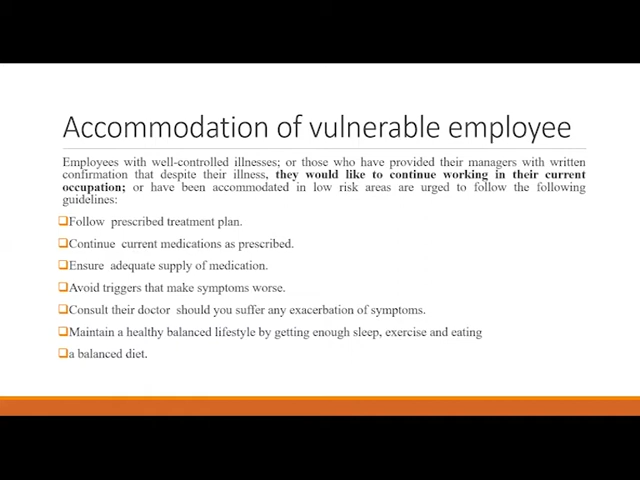 Accommodation of vulnerable employee
Employees with well-controlled illnesses; or those who have provided their managers with written
confirmation that despite their illness, they would like to continue working in their current
occupation; or have been accommodated in low risk areas are urged to follow the following
guidelines:
❑Follow prescribed treatment plan.
❑Continue current medications as prescribed.
❑Ensure adequate supply of medication.
❑Avoid triggers that make symptoms worse.
❑Consult their doctor should you suffer any exacerbation of symptoms.
❑Maintain a healthy balanced lifestyle by getting enough sleep, exercise and eating
❑a balanced diet.